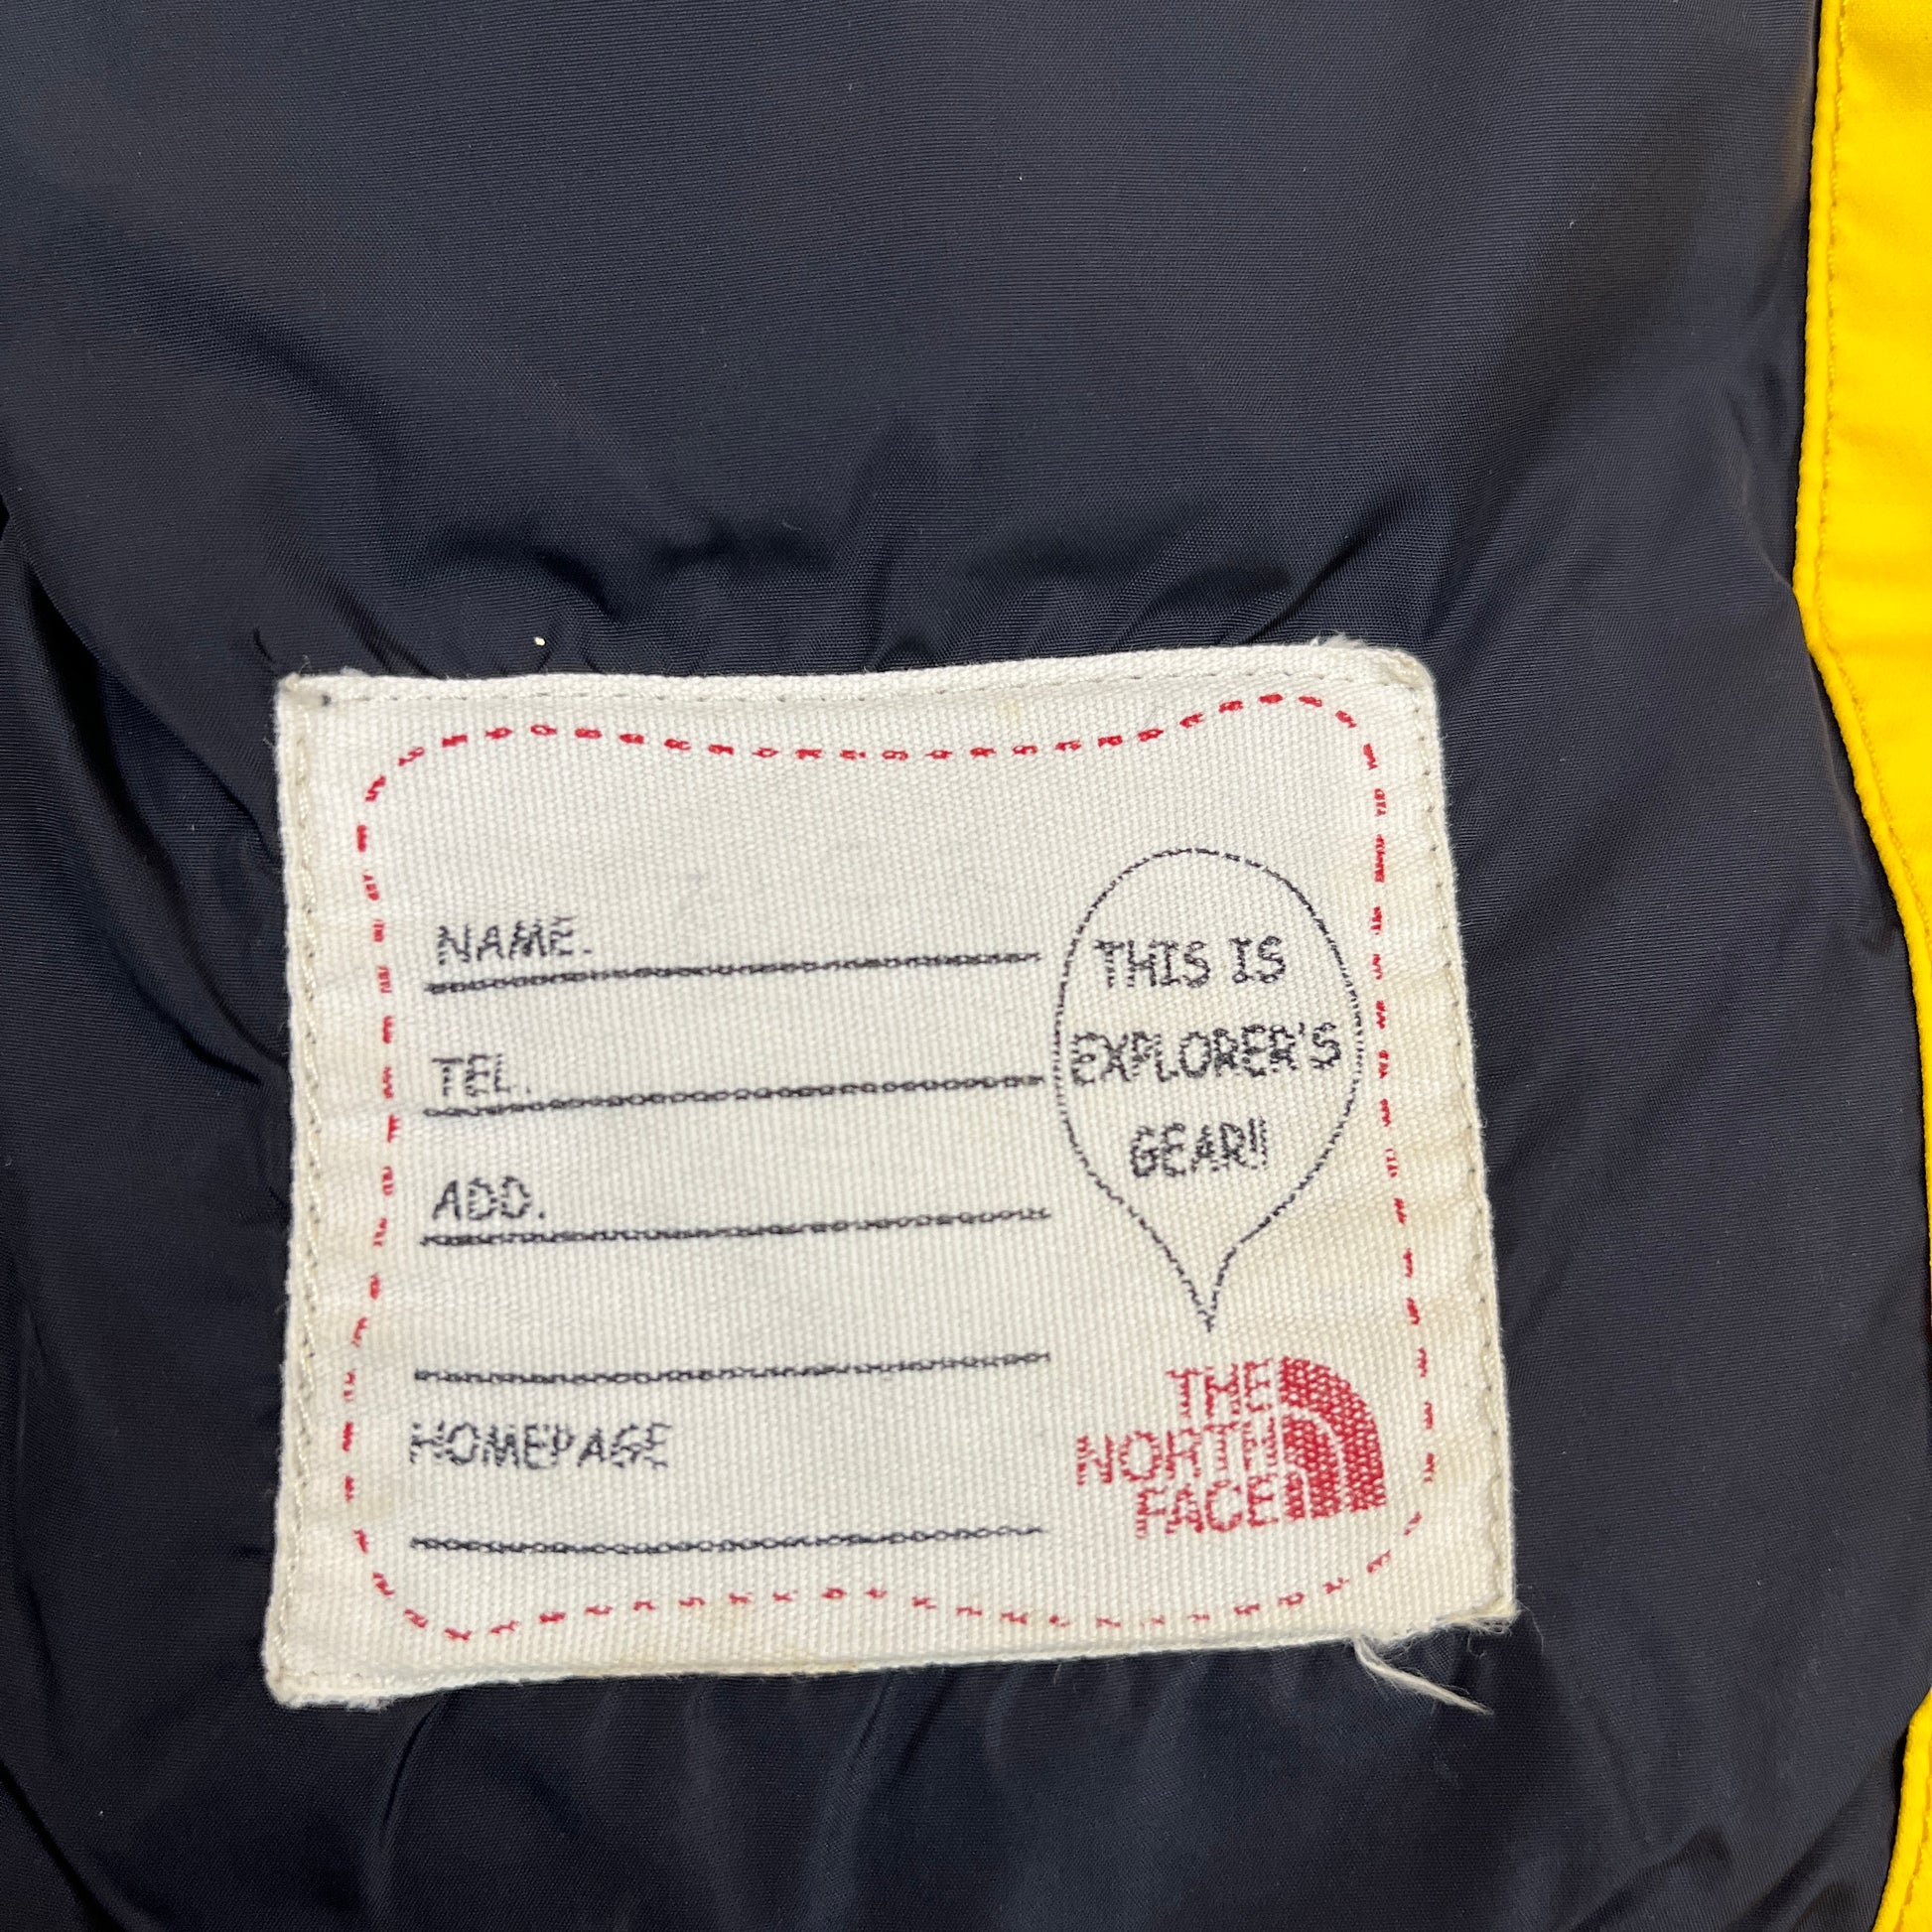 NAME.
TEL.
ADD.
HOMEPAGE
THIS IS
EXPLORER'S
GEAR!!
THE
NORTH
FACE